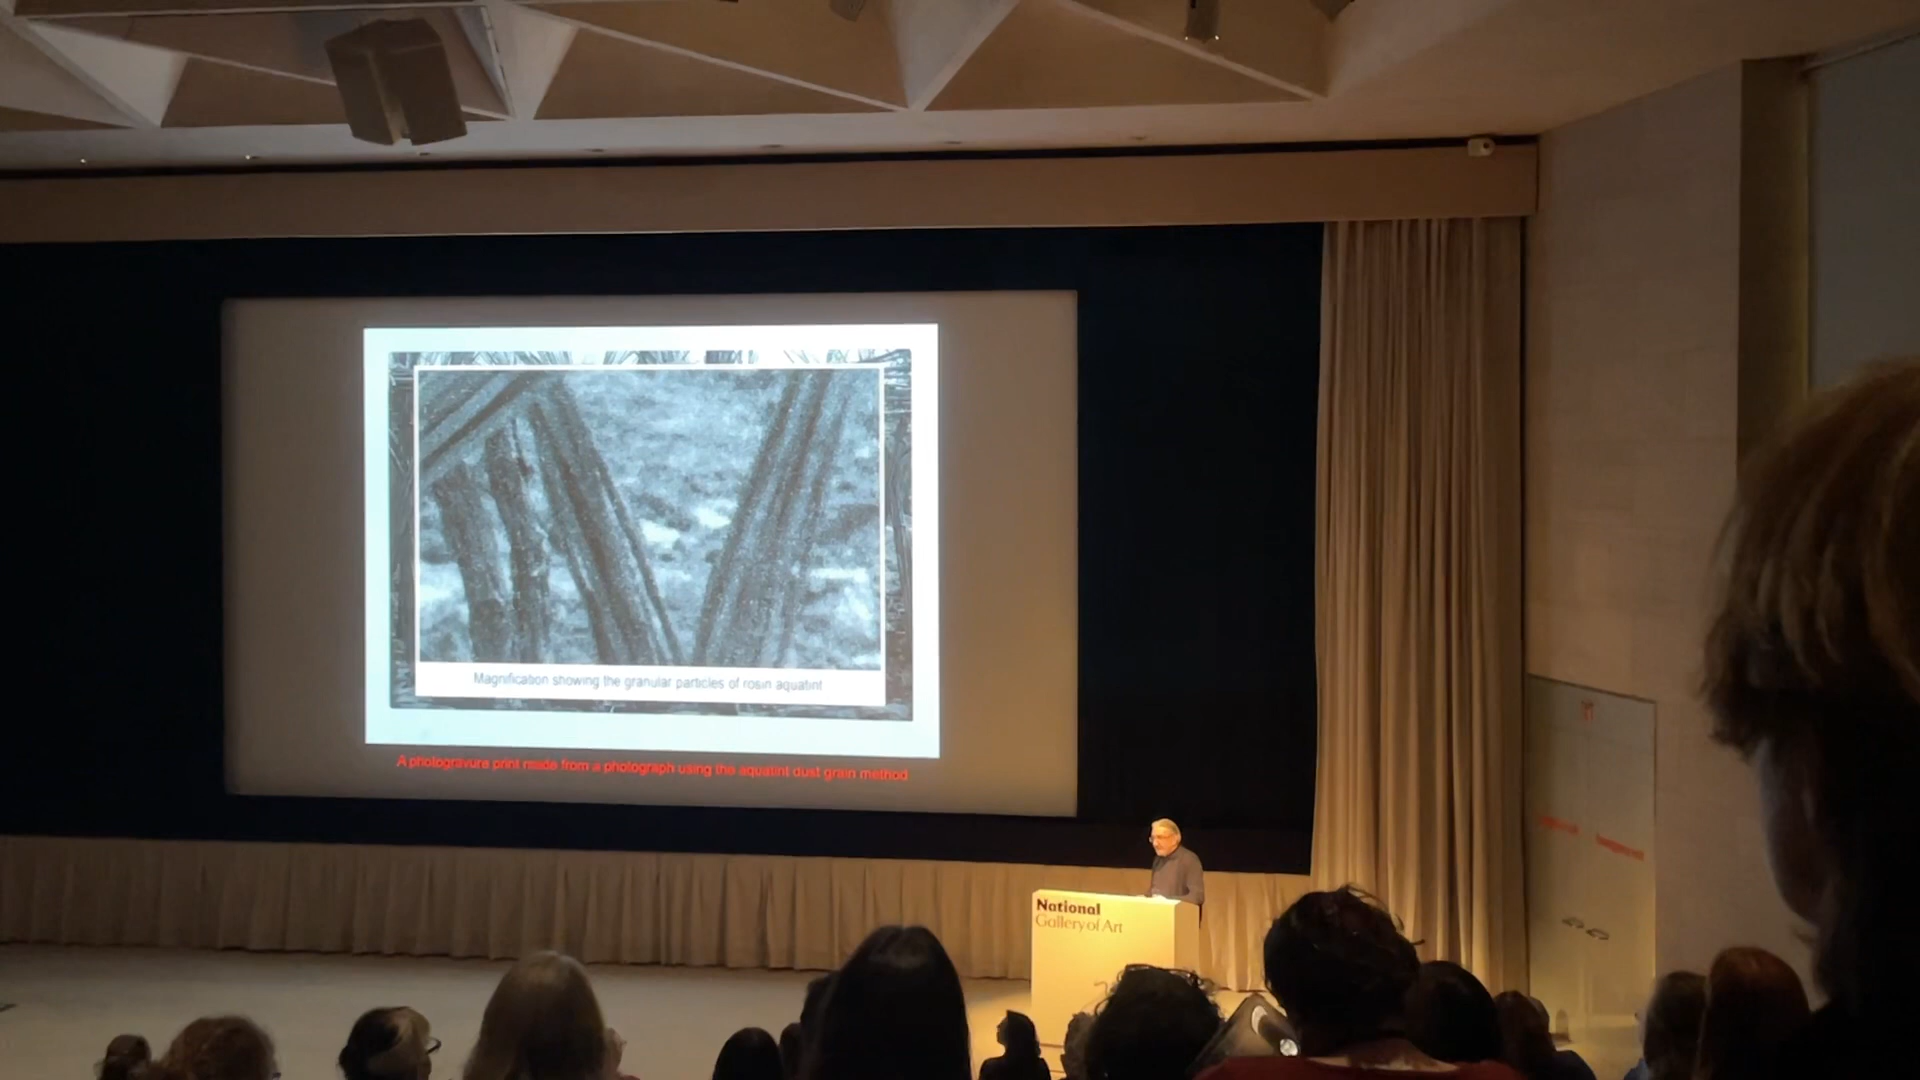 Magnification showing the granular particles of rosin aquatint
A photogravure print made from a photograph using the aquatint dust grain method
National
Gallery of Art